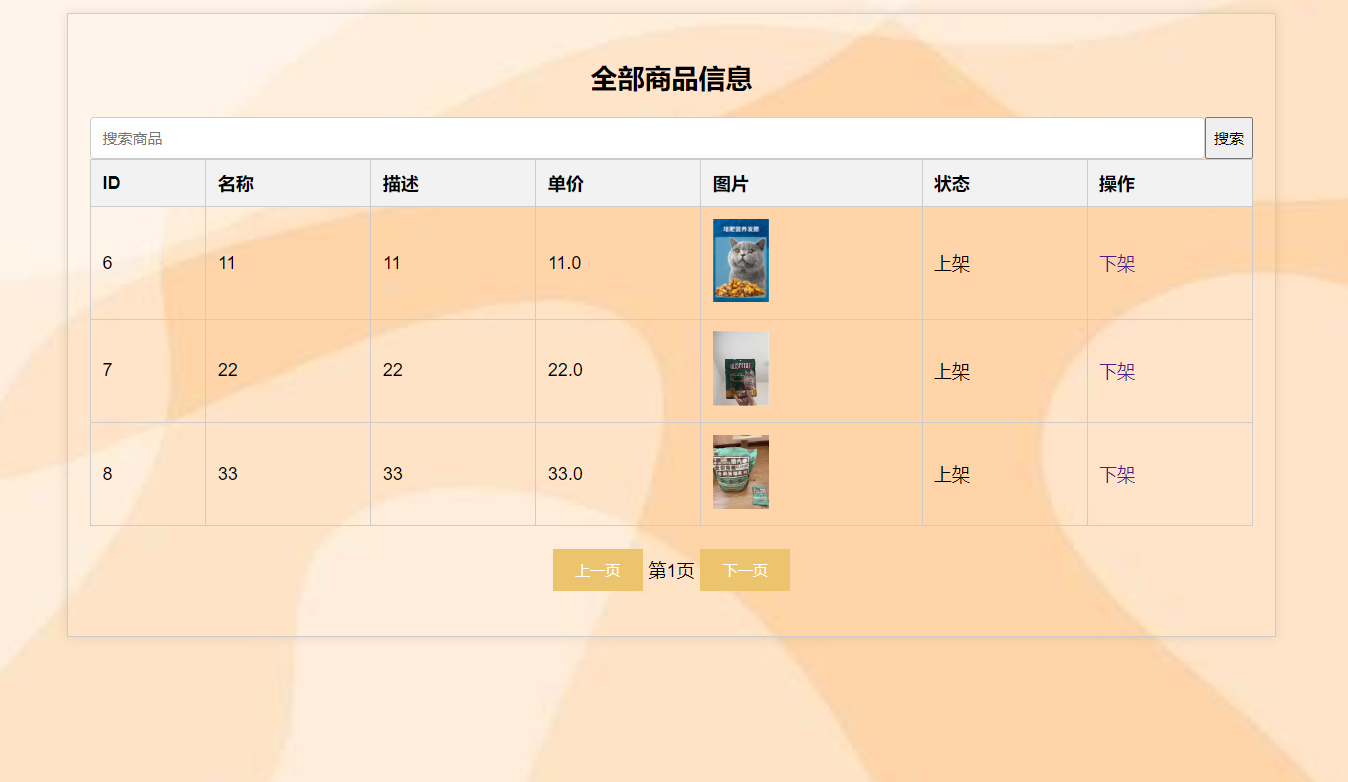 全部商品信息
搜索商品 搜索
ID 名称 描述 单价 图片 状态 操作
6 11 11 11.0 上架 下架
7 22 22 22.0 上架 下架
8 33 33 33.0 上架 下架
上一页 第1页 下一页